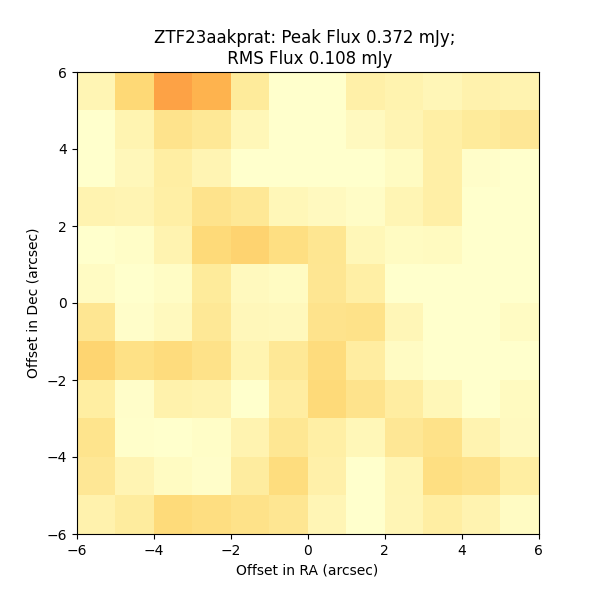 ZTF23aakprat: Peak Flux 0.372 mJy;
RMS Flux 0.108 mJy
6
4
2
0
−2
−4
−6
Offset in Dec (arcsec)
−6 −4 −2 0 2 4 6
Offset in RA (arcsec)